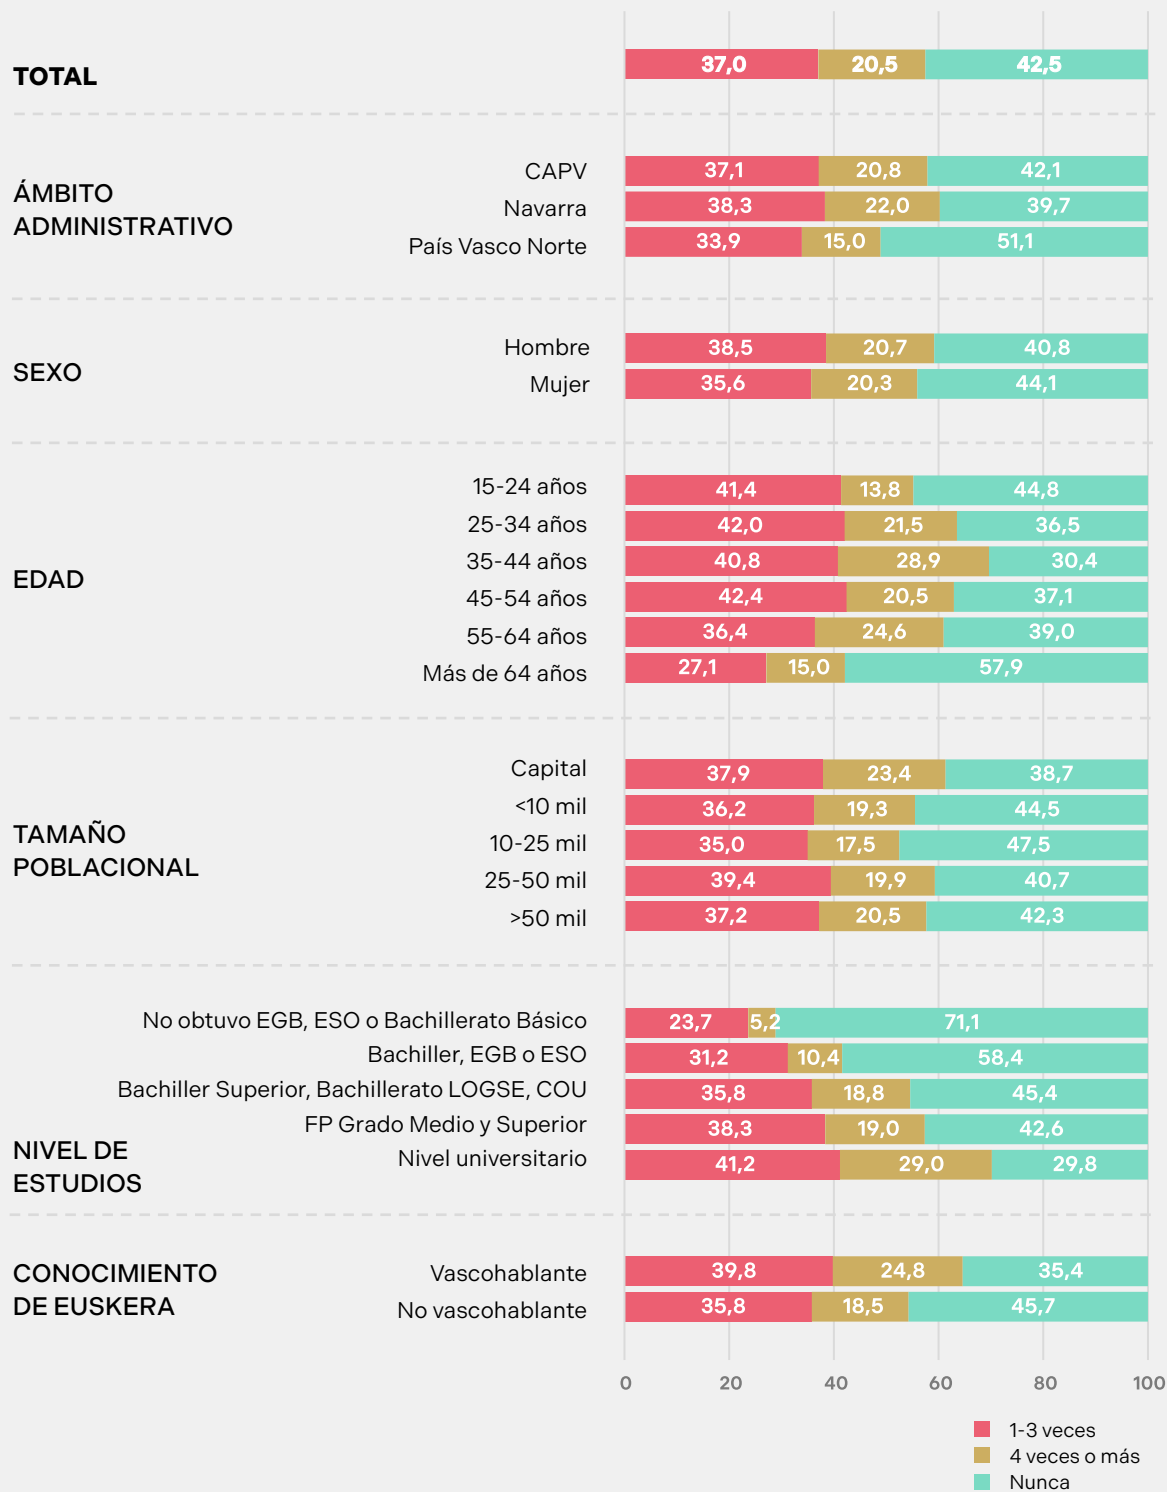 TOTAL
37,0 20,5 42,5
ÁMBITO
ADMINISTRATIVO
CAPV 37,1 20,8 42,1
Navarra 38,3 22,0 39,7
País Vasco Norte 33,9 15,0 51,1
SEXO
Hombre 38,5 20,7 40,8
Mujer 35,6 20,3 44,1
EDAD
15-24 años 41,4 13,8 44,8
25-34 años 42,0 21,5 36,5
35-44 años 40,8 28,9 30,4
45-54 años 42,4 20,5 37,1
55-64 años 36,4 24,6 39,0
Más de 64 años 27,1 15,0 57,9
TAMAÑO
POBLACIONAL
Capital 37,9 23,4 38,7
<10 mil 36,2 19,3 44,5
10-25 mil 35,0 17,5 47,5
25-50 mil 39,4 19,9 40,7
>50 mil 37,2 20,5 42,3
NIVEL DE
ESTUDIOS
No obtuvo EGB, ESO o Bachillerato Básico 23,7 5,2 71,1
Bachiller, EGB o ESO 31,2 10,4 58,4
Bachiller Superior, Bachillerato LOGSE, COU 35,8 18,8 45,4
FP Grado Medio y Superior 38,3 19,0 42,6
Nivel universitario 41,2 29,0 29,8
CONOCIMIENTO
DE EUSKERA
Vascohablante 39,8 24,8 35,4
No vascohablante 35,8 18,5 45,7
0 20 40 60 80 100
1-3 veces
4 veces o más
Nunca